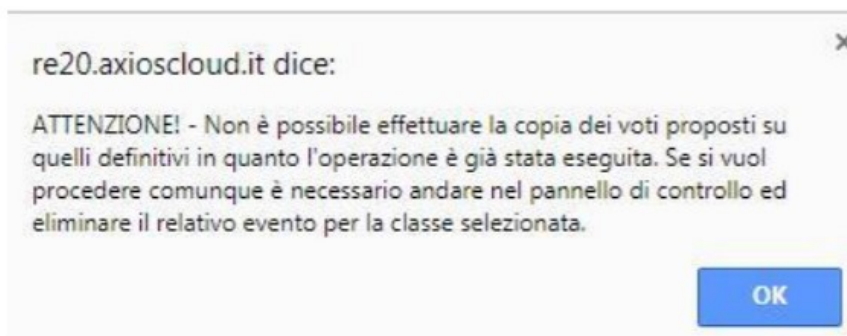 re20.axioscloud.it dice:
ATTENZIONE! - Non è possibile effettuare la copia dei voti proposti su
quelli definitivi in quanto l'operazione è già stata eseguita. Se si vuol
procedere comunque è necessario andare nel pannello di controllo ed
eliminare il relativo evento per la classe selezionata.
OK